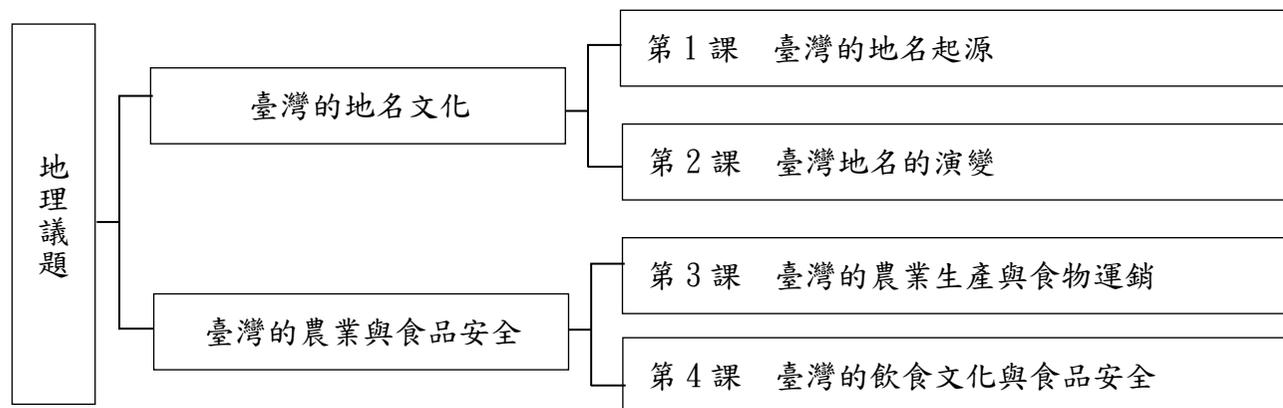 地理議題
臺灣的地名文化
第1課 臺灣的地名起源
第2課 臺灣地名的演變
臺灣的農業與食品安全
第3課 臺灣的農業生產與食物運銷
第4課 臺灣的飲食文化與食品安全